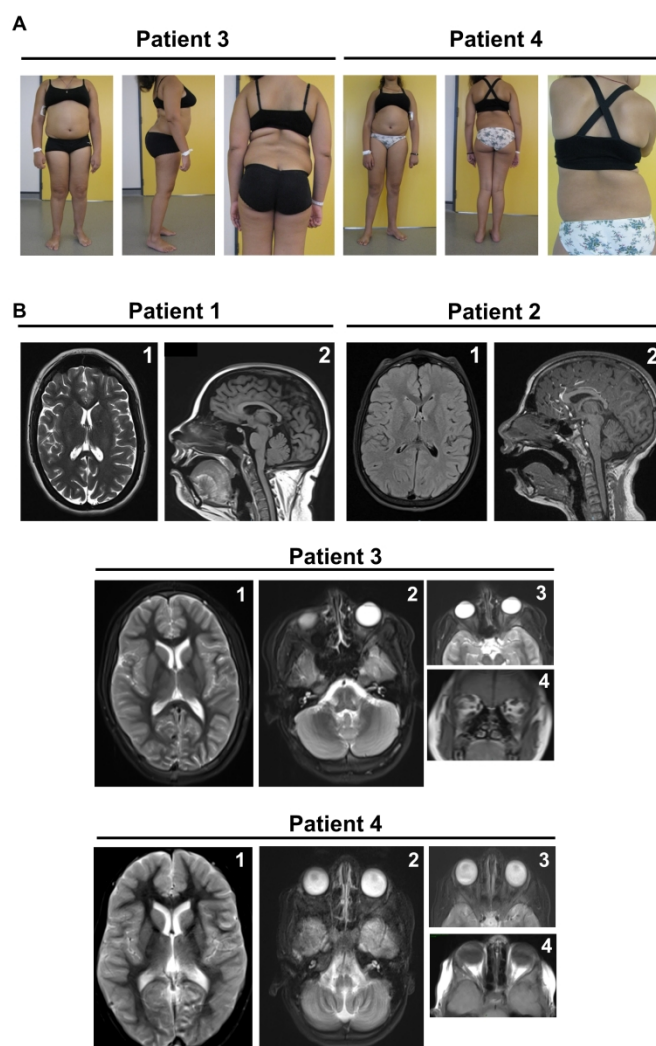 A
Patient 3 Patient 4
B
Patient 1 Patient 2
1 2 1 2
Patient 3
1 2 3
4
Patient 4
1 2 3
4